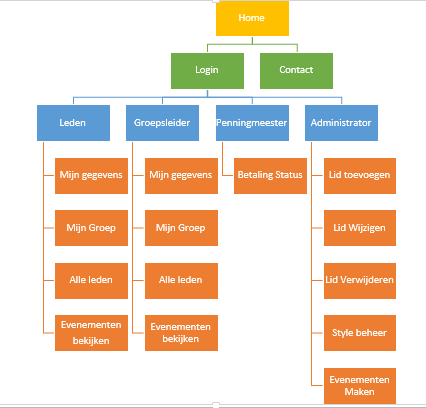 Home
Login
Contact
Leden
Groepsleider
Penningmeester
Administrator
Mijn gegevens
Mijn gegevens
Betaling Status
Lid toevoegen
Mijn Groep
Mijn Groep
Lid Wijzigen
Alle leden
Alle leden
Lid Verwijderen
Evenementen
bekijken
Evenementen
bekijken
Style beheer
Evenementen
Maken